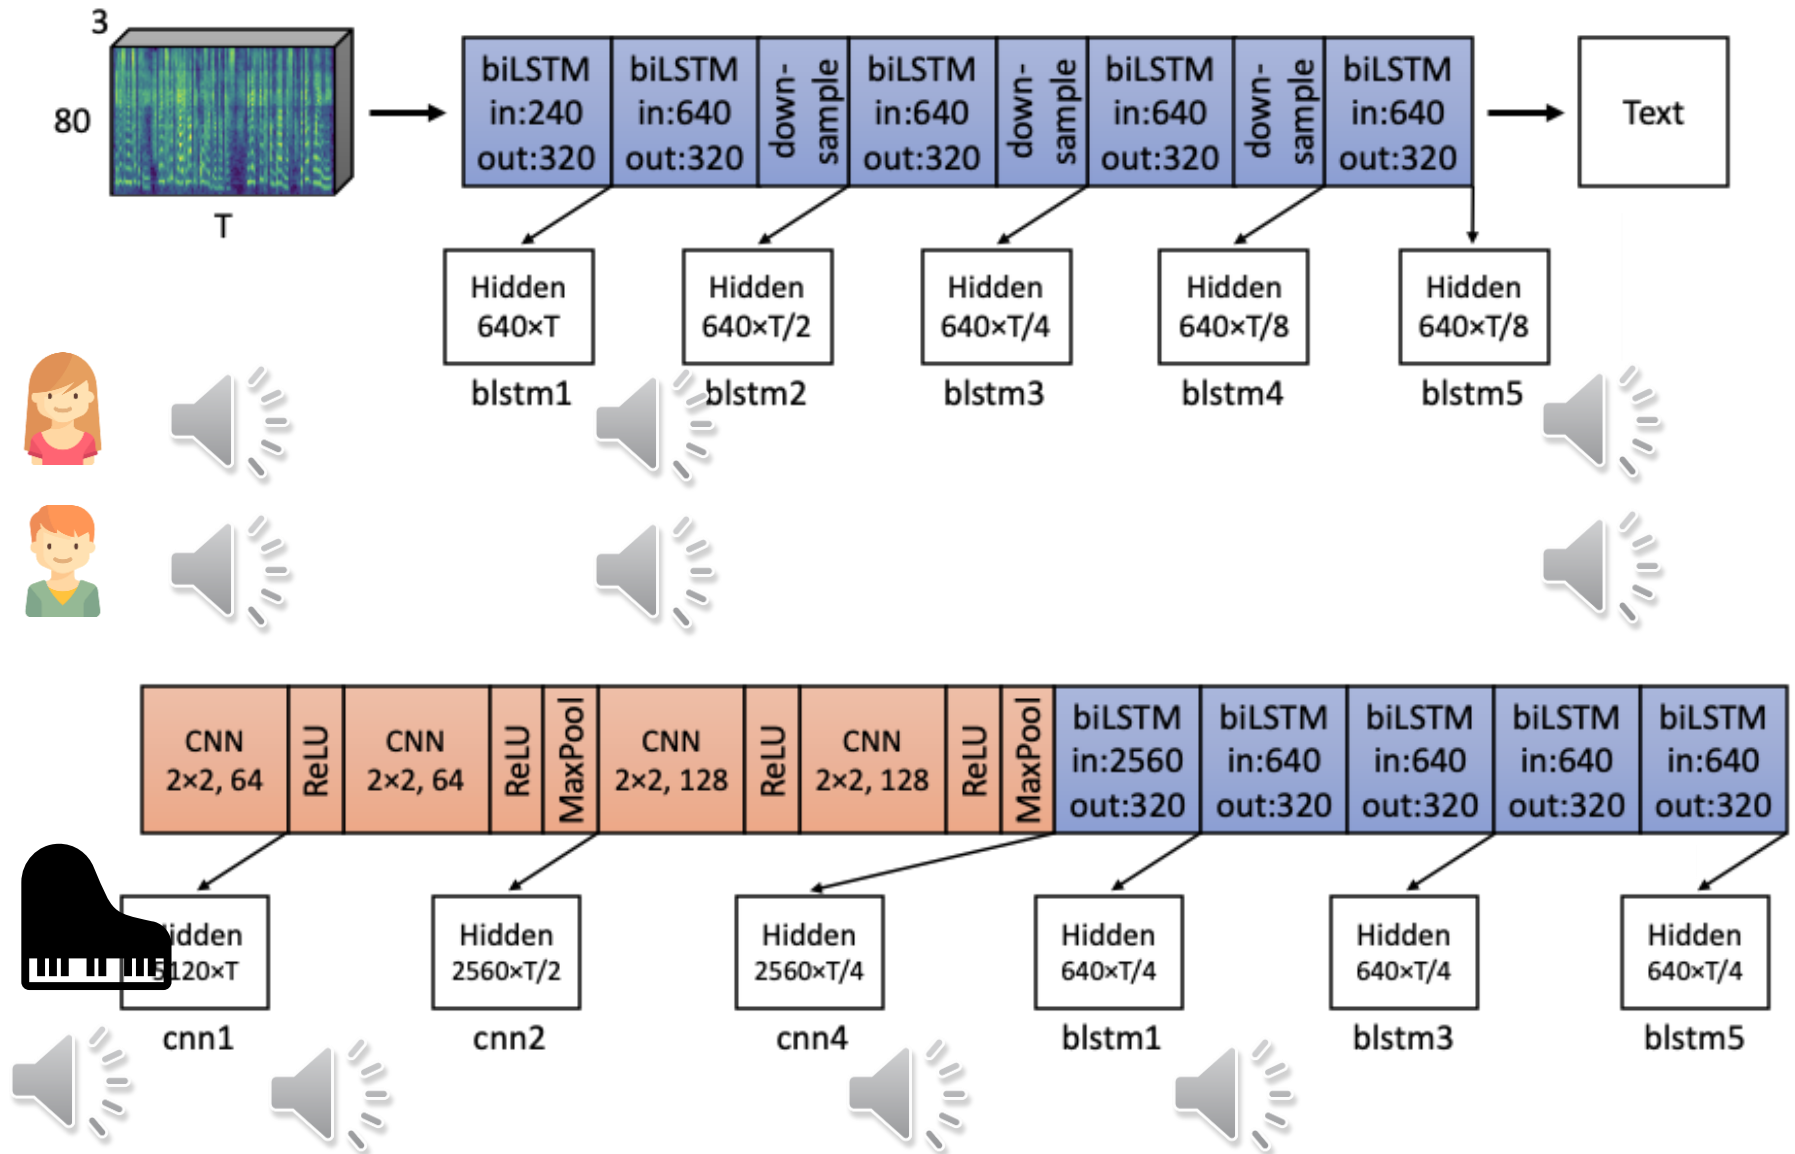 3
80
T
biLSTM
in:240
out:320
biLSTM
in:640
out:320
down-
sample
biLSTM
in:640
out:320
down-
sample
biLSTM
in:640
out:320
down-
sample
biLSTM
in:640
out:320
Text
Hidden
640×T
blstm1
Hidden
640×T/2
blstm2
Hidden
640×T/4
blstm3
Hidden
640×T/8
blstm4
Hidden
640×T/8
blstm5
CNN
2×2, 64
ReLU
CNN
2×2, 64
ReLU
MaxPool
CNN
2×2, 128
ReLU
CNN
2×2, 128
ReLU
MaxPool
biLSTM
in:2560
out:320
biLSTM
in:640
out:320
biLSTM
in:640
out:320
biLSTM
in:640
out:320
biLSTM
in:640
out:320
Hidden
5120×T
cnn1
Hidden
2560×T/2
cnn2
Hidden
2560×T/4
cnn4
Hidden
640×T/4
blstm1
Hidden
640×T/4
blstm3
Hidden
640×T/4
blstm5